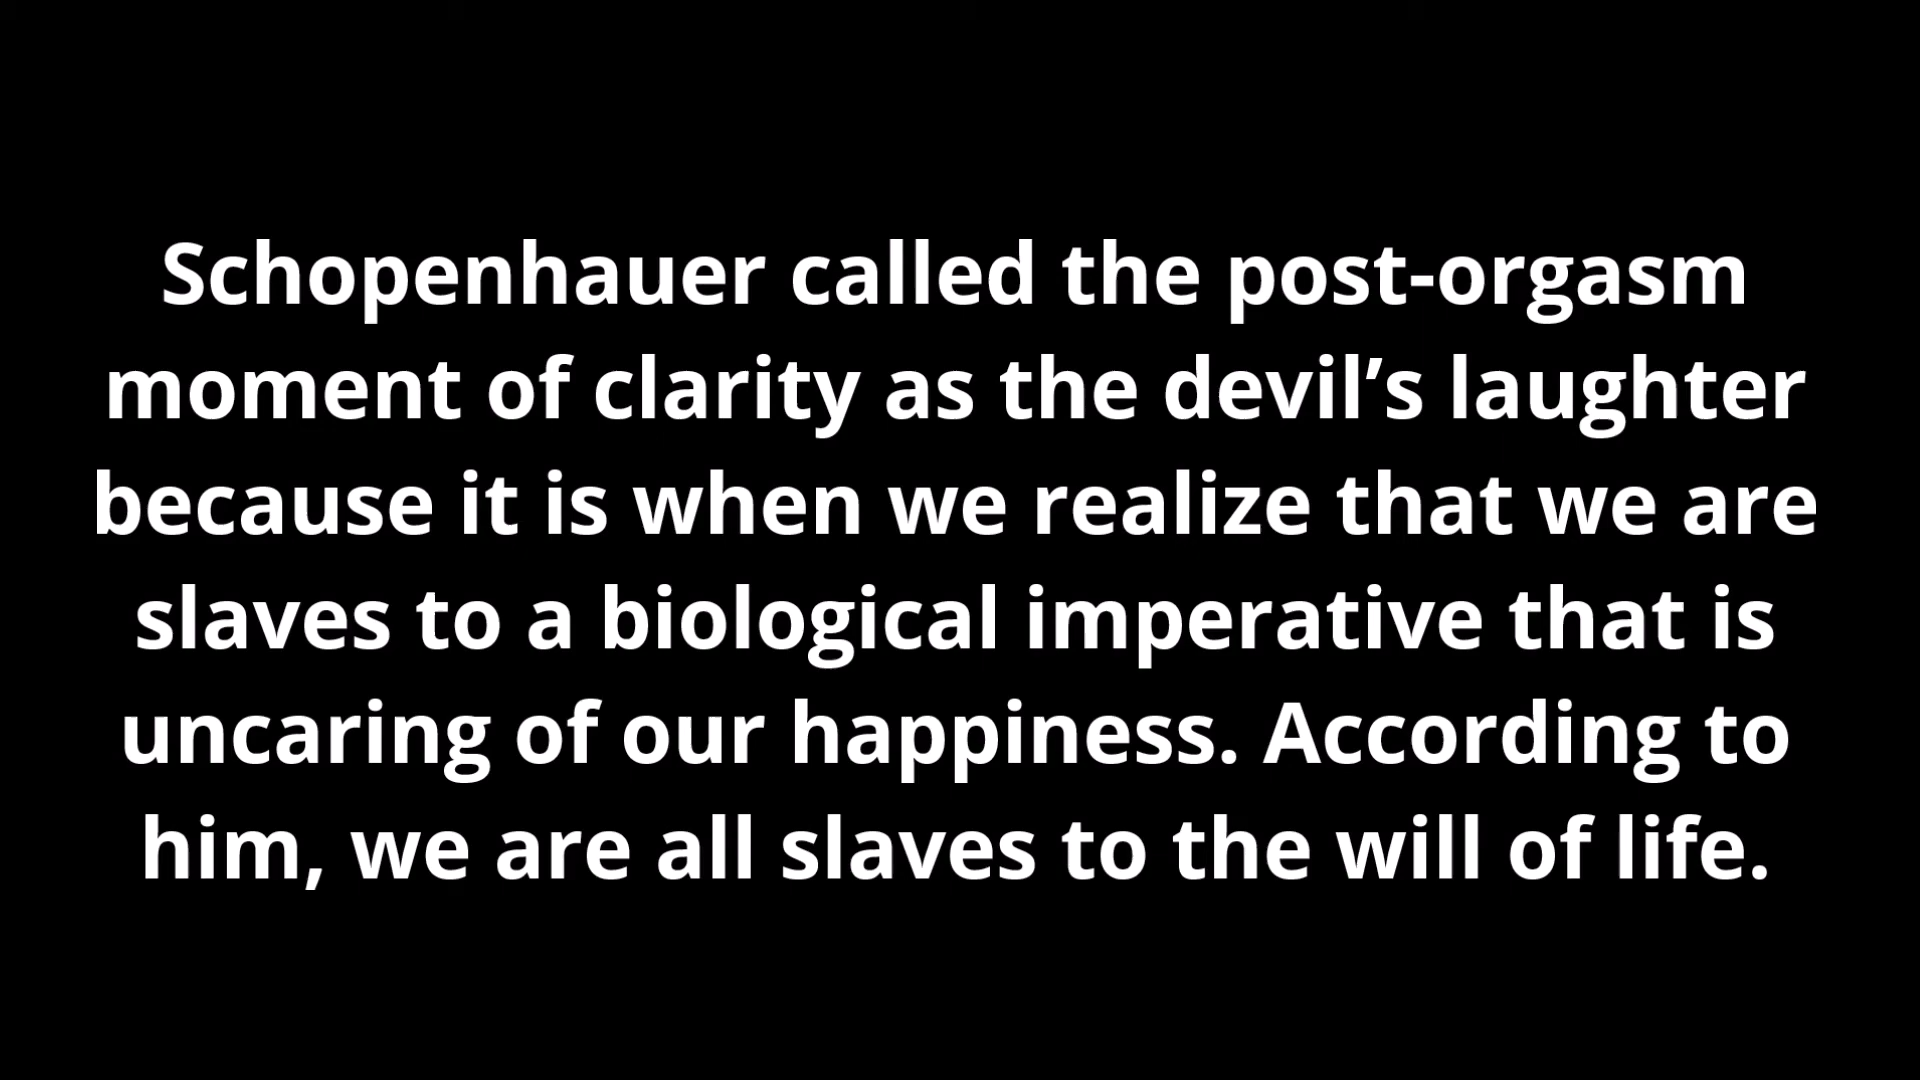 Schopenhauer called the post-orgasm
moment of clarity as the devil’s laughter
because it is when we realize that we are
slaves to a biological imperative that is
uncaring of our happiness. According to
him, we are all slaves to the will of life.